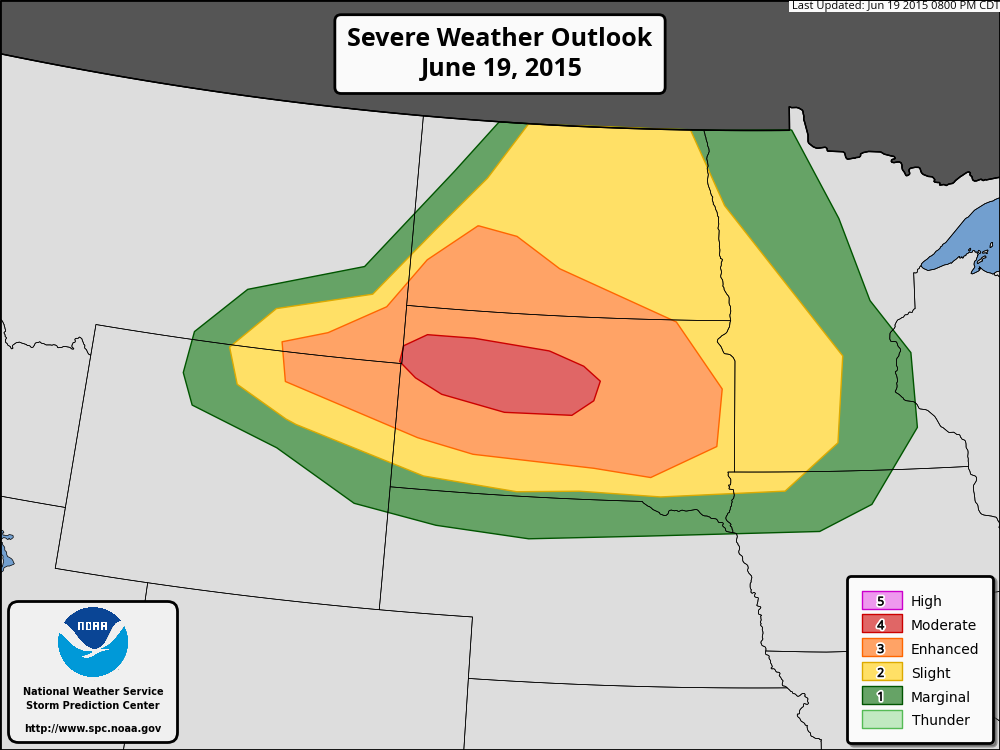 Last Updated: Jun 19 2015 0800 PM CDT
Severe Weather Outlook
June 19, 2015
5 High
4 Moderate
3 Enhanced
2 Slight
1 Marginal
Thunder
NOAA
National Weather Service
Storm Prediction Center
http://www.spc.noaa.gov